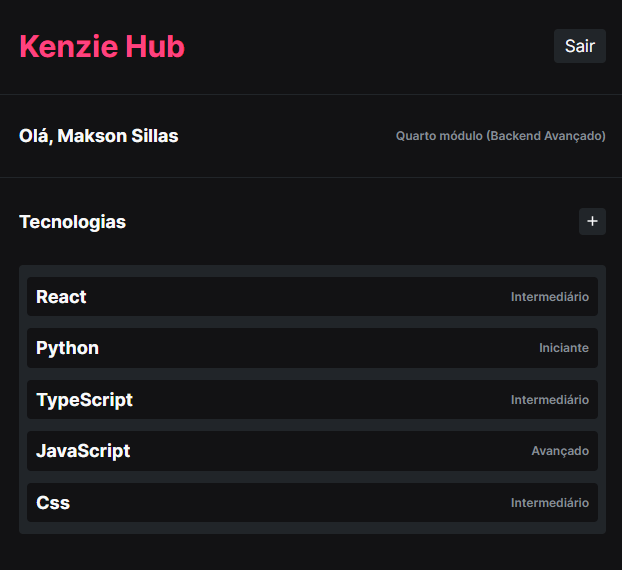 Kenzie Hub
Sair
Olá, Makson Sillas
Quarto módulo (Backend Avançado)
Tecnologias
+
React
Intermediário
Python
Iniciante
TypeScript
Intermediário
JavaScript
Avançado
Css
Intermediário